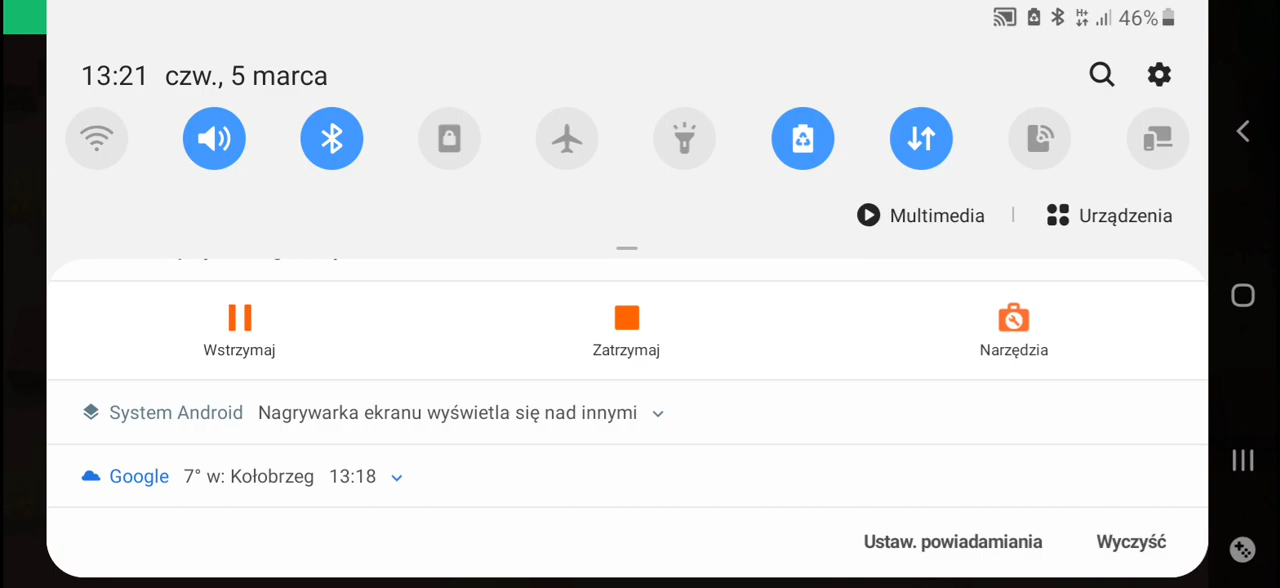 H+ 46%
13:21 czw., 5 marca
Multimedia | Urządzenia
Wstrzymaj Zatrzymaj Narzędzia
System Android Nagrywarka ekranu wyświetla się nad innymi
Google 7° w: Kołobrzeg 13:18
Ustaw. powiadamiania Wyczyść